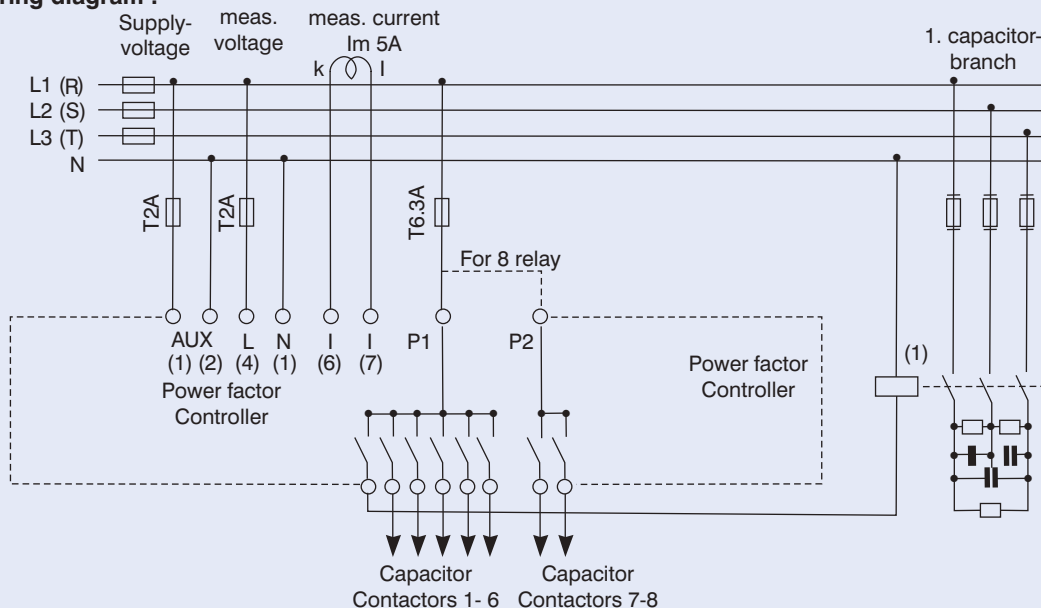 ring diagram :
Supply-
voltage
meas.
voltage
meas. current
Im 5A
k
l
1. capacitor-
branch
L1 (R)
L2 (S)
L3 (T)
N
T2A
T2A
T6.3A
For 8 relay
AUX
L
N
I
I
P1
P2
(1) (2) (4) (1) (6) (7)
Power factor
Controller
Power factor
Controller
(1)
Capacitor
Contactors 1- 6
Capacitor
Contactors 7-8